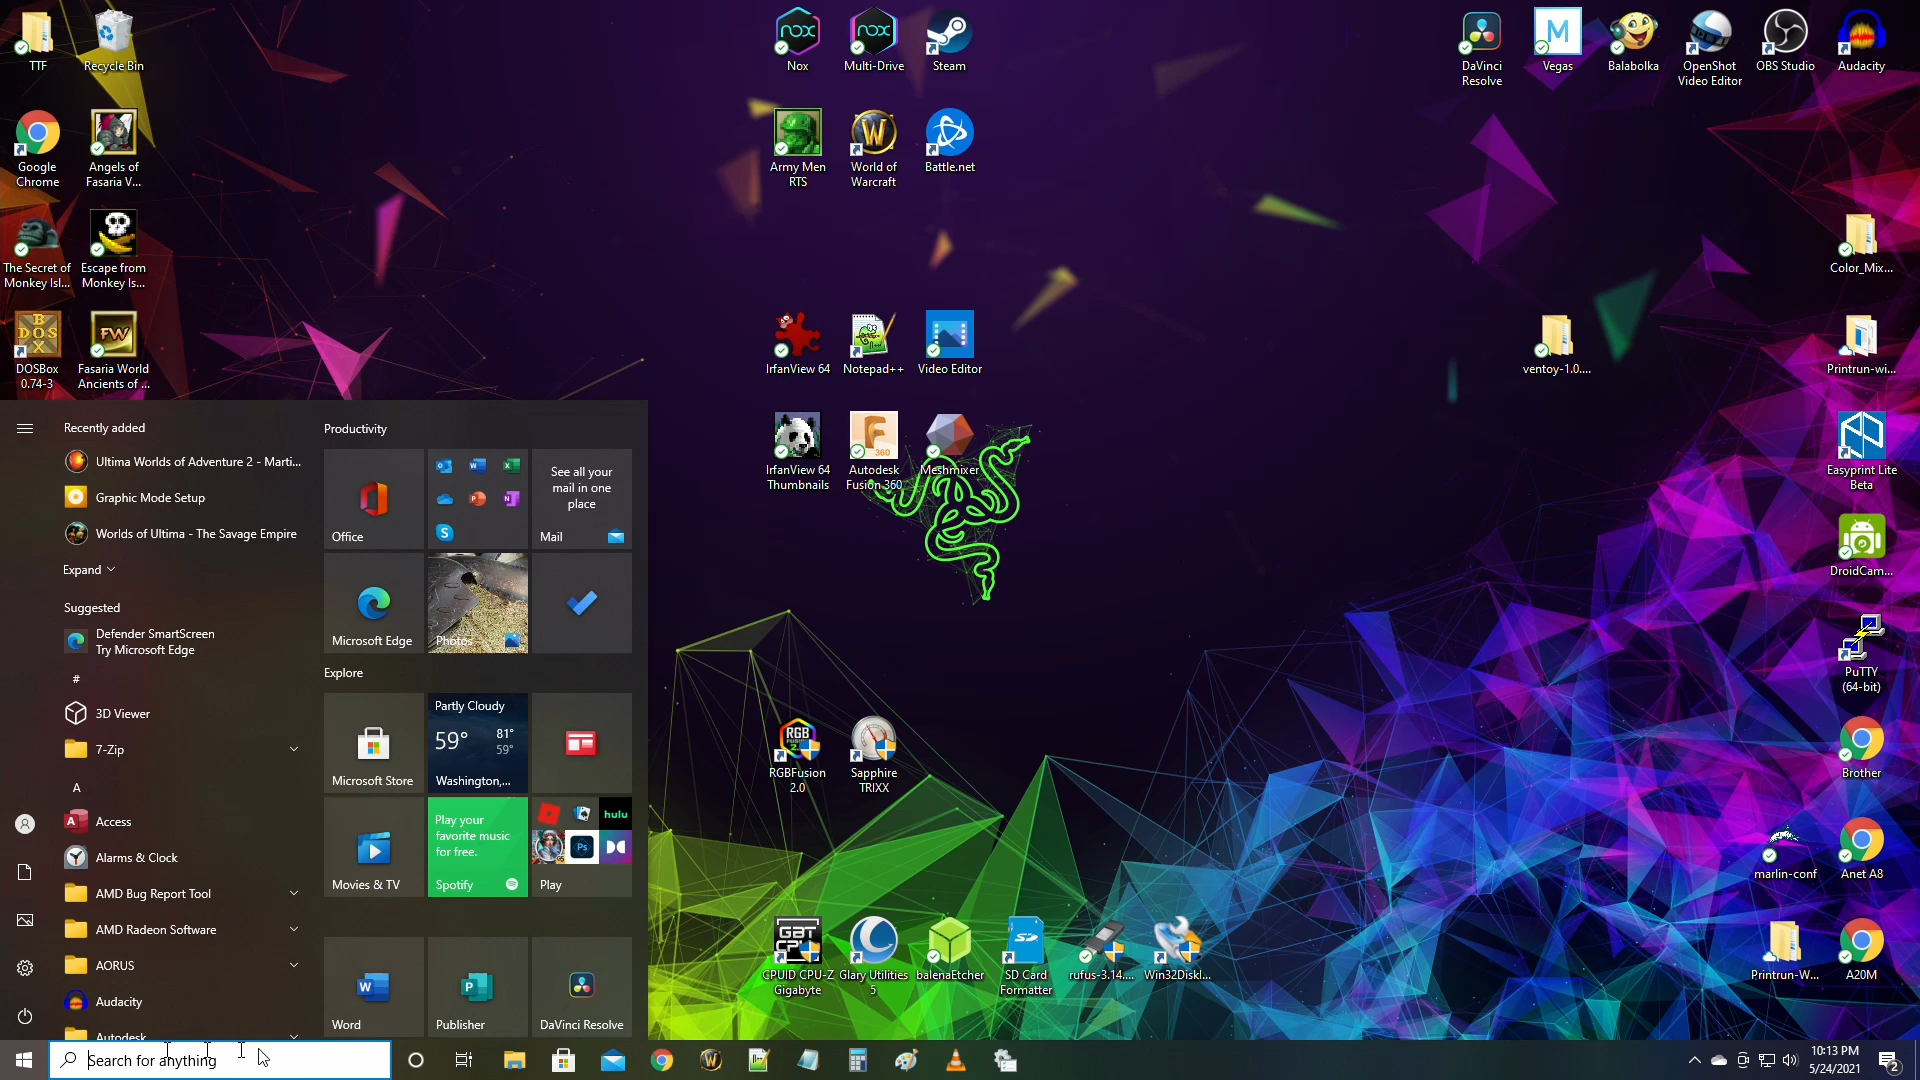 TTF
Recycle Bin
Nox
Multi-Drive
Steam
DaVinci
Resolve
Vegas
Balabolka
OpenShot
Video Editor
OBS Studio
Audacity
Google
Chrome
Angels of
Fasaria V...
Army Men
RTS
World of
Warcraft
Battle.net
The Secret of
Monkey Isl...
Escape from
Monkey Is...
Color_Mix...
DOSBox
0.74-3
Fasaria World
Ancients of ...
IrfanView 64
Notepad++
Video Editor
ventoy-1.0....
Printrun-wi...
IrfanView 64
Thumbnails
Autodesk
Fusion 360
Meshmixer
Easyprint Lite
Beta
DroidCam...
PuTTY
(64-bit)
RGBFusion
2.0
Sapphire
TRIXX
Brother
marlin-conf
Anet A8
CPUID CPU-Z
Gigabyte
Glary Utilities
5
balenaEtcher
SD Card
Formatter
rufus-3.14....
Win32DiskI...
Printrun-W...
A20M
Recently added
Ultima Worlds of Adventure 2 - Marti...
Graphic Mode Setup
Worlds of Ultima - The Savage Empire
Expand
Suggested
Defender SmartScreen
Try Microsoft Edge
#
3D Viewer
7-Zip
A
Access
Alarms & Clock
AMD Bug Report Tool
AMD Radeon Software
AORUS
Audacity
Autodesk
Productivity
Office
See all your
mail in one
place
Mail
Microsoft Edge
Photos
Explore
Microsoft Store
Partly Cloudy
59° 81°
59°
Washington,...
Movies & TV
Play your
favorite music
for free.
Spotify
hulu
Play
Word
Publisher
DaVinci Resolve
Search for anything
10:13 PM
5/24/2021
2